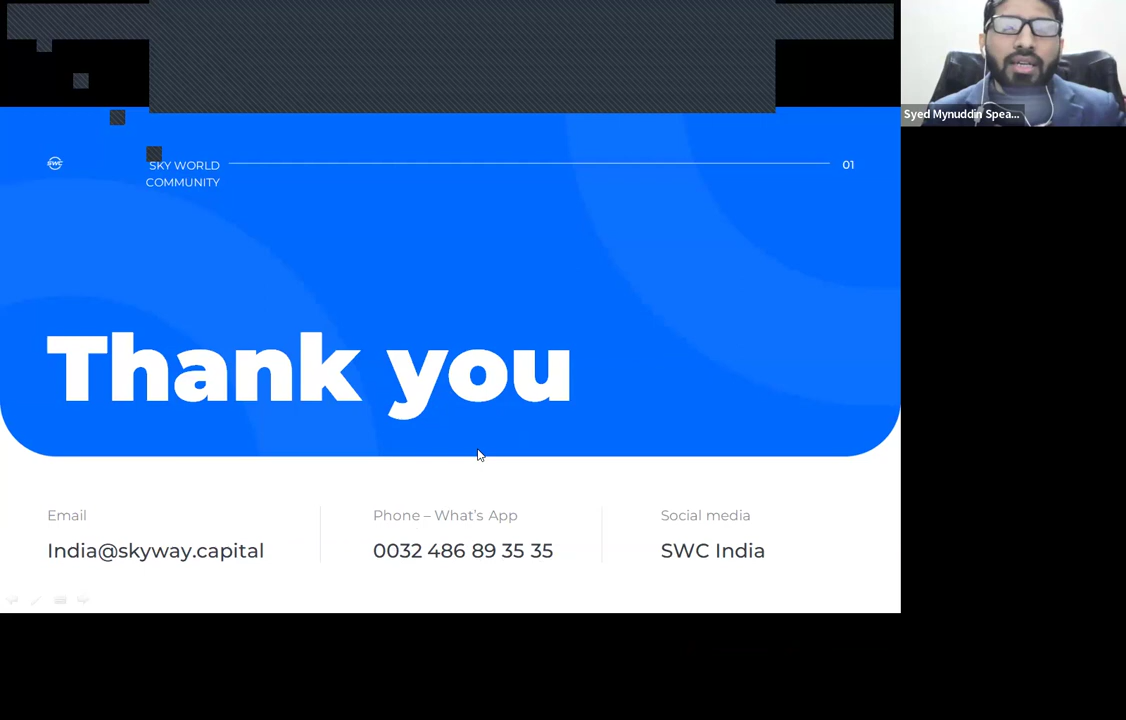 Syed Mynuddin Spea...
SWC
SKY WORLD
COMMUNITY
01
Thank you
Email
Phone – What's App
Social media
India@skyway.capital
0032 486 89 35 35
SWC India